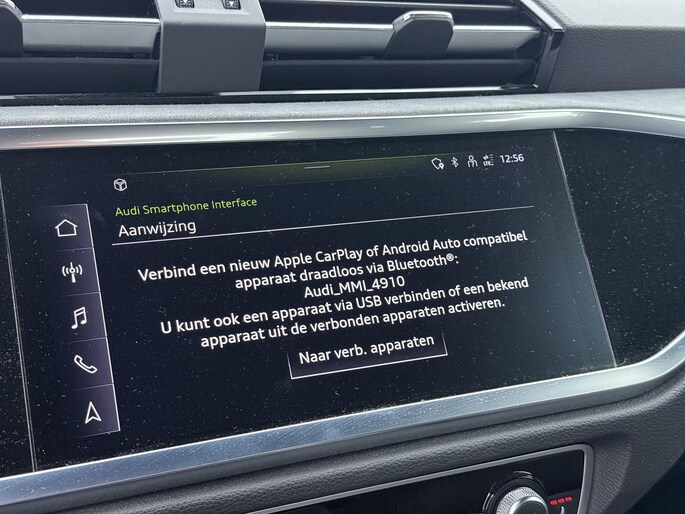 12:56
Audi Smartphone Interface
Aanwijzing
Verbind een nieuw Apple CarPlay of Android Auto compatibel
apparaat draadloos via Bluetooth®:
Audi_MMI_4910
U kunt ook een apparaat via USB verbinden of een bekend
apparaat uit de verbonden apparaten activeren.
Naar verb. apparaten